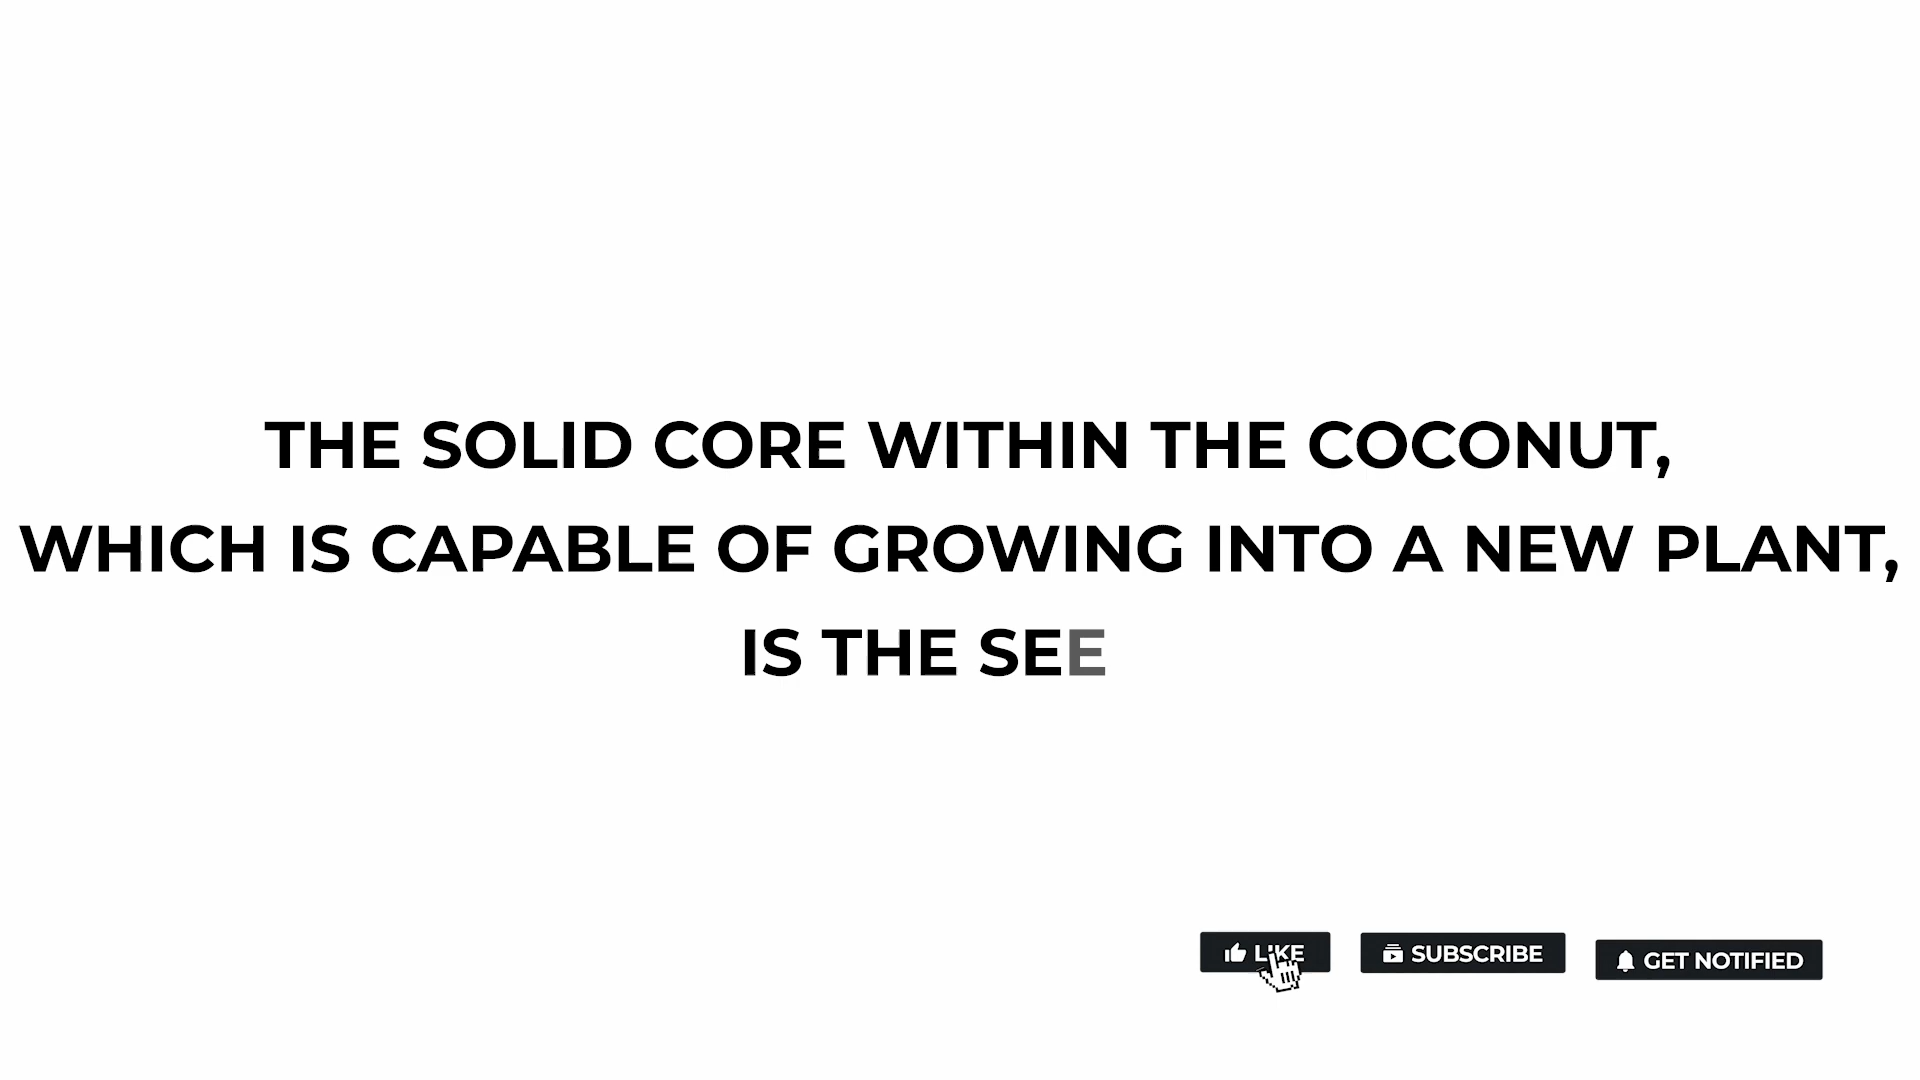 THE SOLID CORE WITHIN THE COCONUT,
WHICH IS CAPABLE OF GROWING INTO A NEW PLANT,
IS THE SEE
LIKE
SUBSCRIBE
GET NOTIFIED